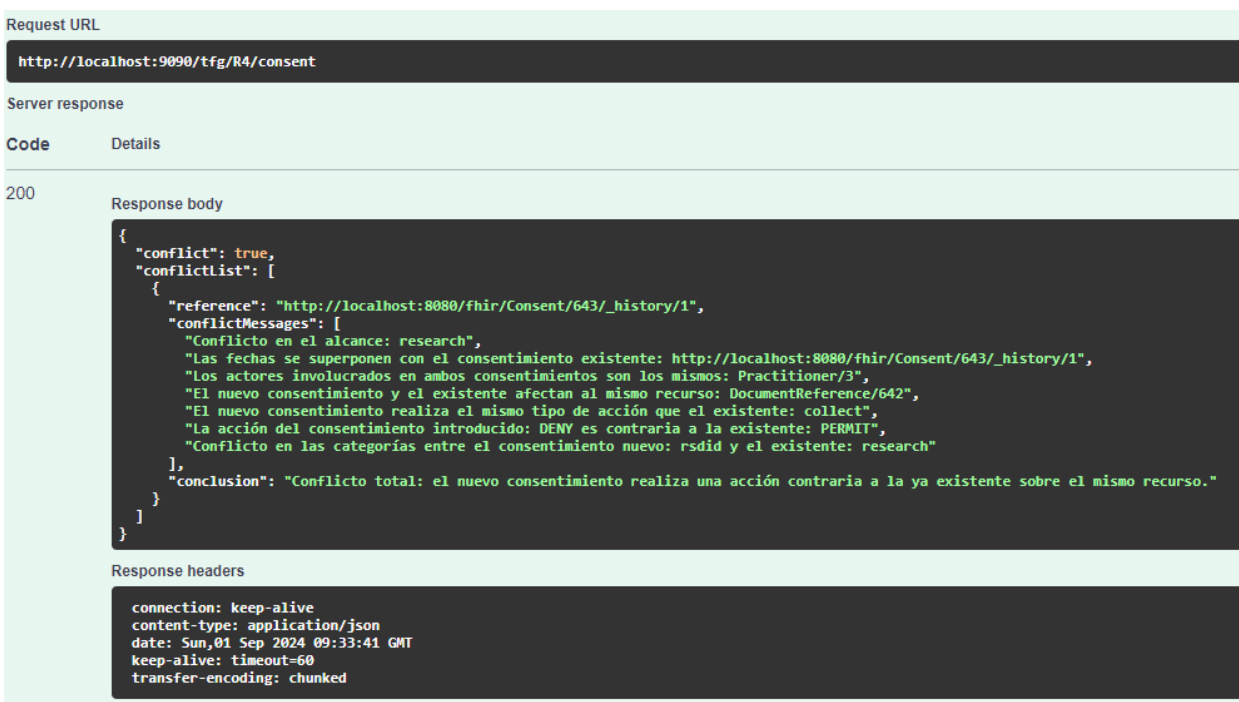 Request URL
http://localhost:9090/tfg/R4/consent
Server response
Code Details
200
Response body
{
"conflict": true,
"conflictList": [
{
"reference": "http://localhost:8080/fhir/Consent/643/_history/1",
"conflictMessages": [
"Conflicto en el alcance: research",
"Las fechas se superponen con el consentimiento existente: http://localhost:8080/fhir/Consent/643/_history/1",
"Los actores involucrados en ambos consentimientos son los mismos: Practitioner/3",
"El nuevo consentimiento y el existente afectan al mismo recurso: DocumentReference/642",
"El nuevo consentimiento realiza el mismo tipo de acción que el existente: collect",
"La acción del consentimiento introducido: DENY es contraria a la existente: PERMIT",
"Conflicto en las categorías entre el consentimiento nuevo: rsdid y el existente: research"
],
"conclusion": "Conflicto total: el nuevo consentimiento realiza una acción contraria a la ya existente sobre el mismo recurso."
}
]
}
Response headers
connection: keep-alive
content-type: application/json
date: Sun,01 Sep 2024 09:33:41 GMT
keep-alive: timeout=60
transfer-encoding: chunked